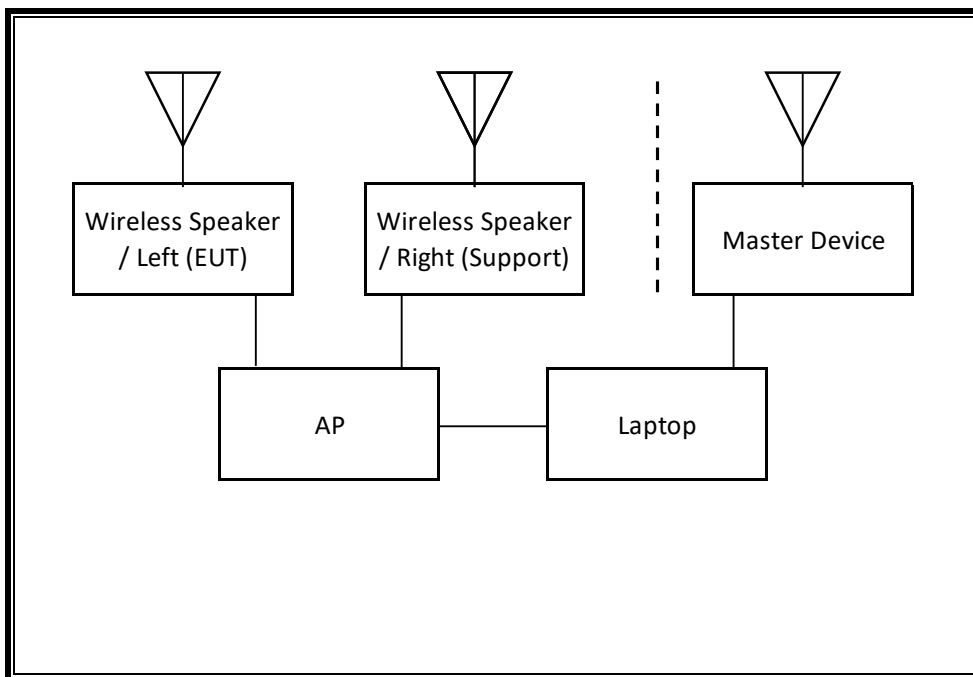 Wireless Speaker
/ Left (EUT)
Wireless Speaker
/ Right (Support)
Master Device
AP
Laptop